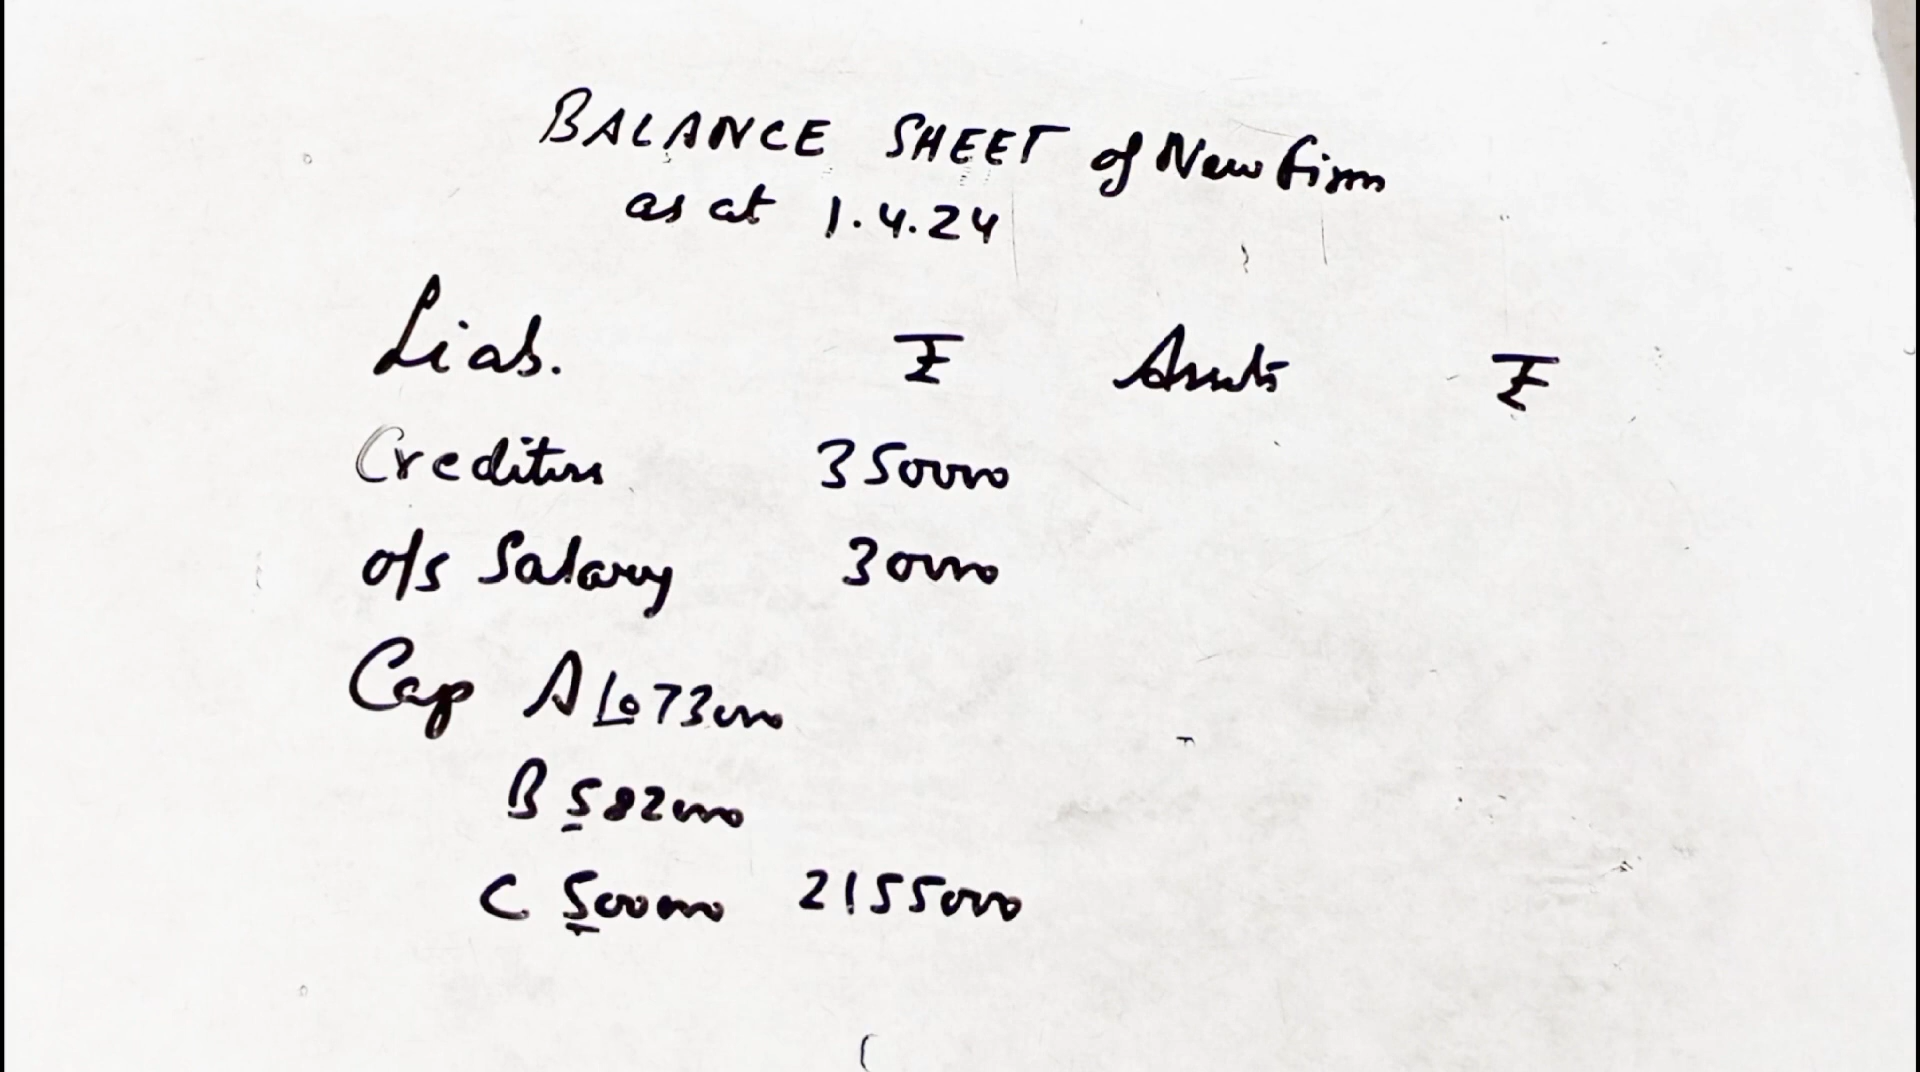 BALANCE SHEET of New firm
as at 1.4.24
Liab. ₹ Assets ₹
Creditors 350000
o/s Salary 30000
Cap A 1073000
B 582000
C 500000 2155000